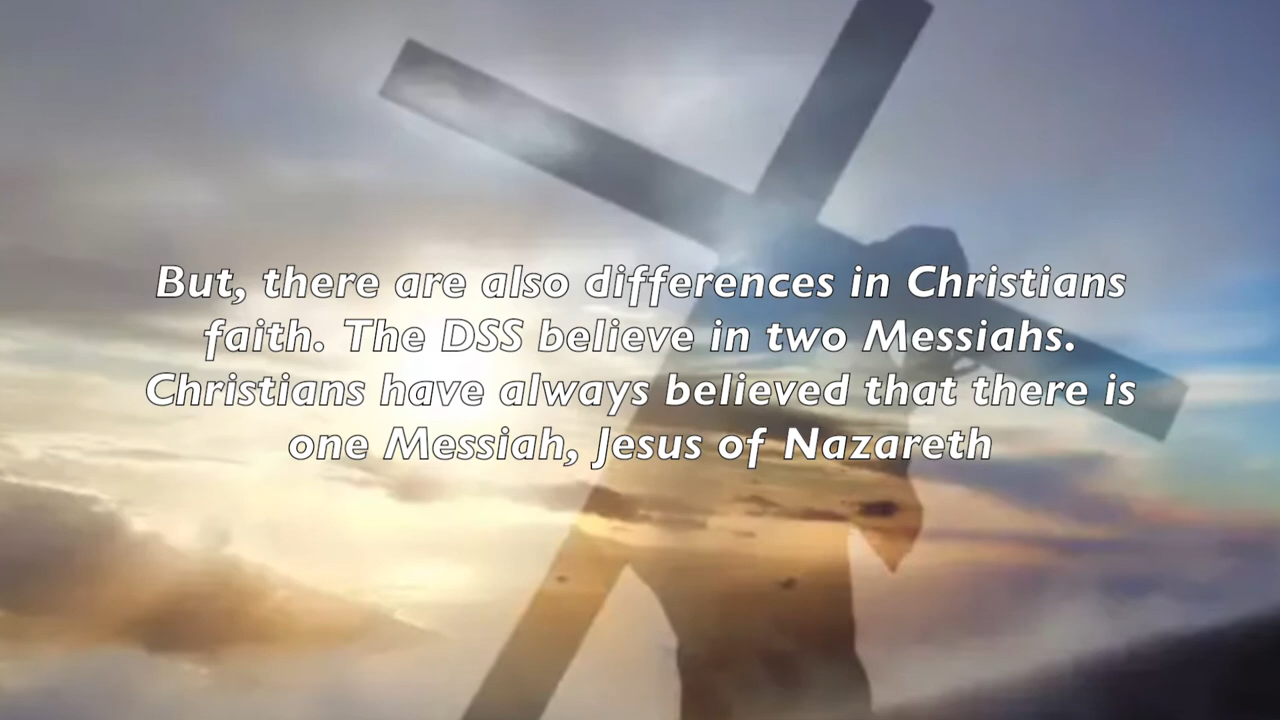 But, there are also differences in Christians
faith. The DSS believe in two Messiahs.
Christians have always believed that there is
one Messiah, Jesus of Nazareth